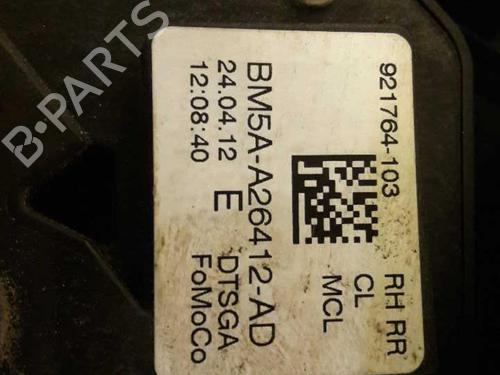 921764-103
RH RR
CL
MCL
BM5A-A26412-AD
24.04.12 E DTSGA
12:08:40 FoMoCo
B-PARTS